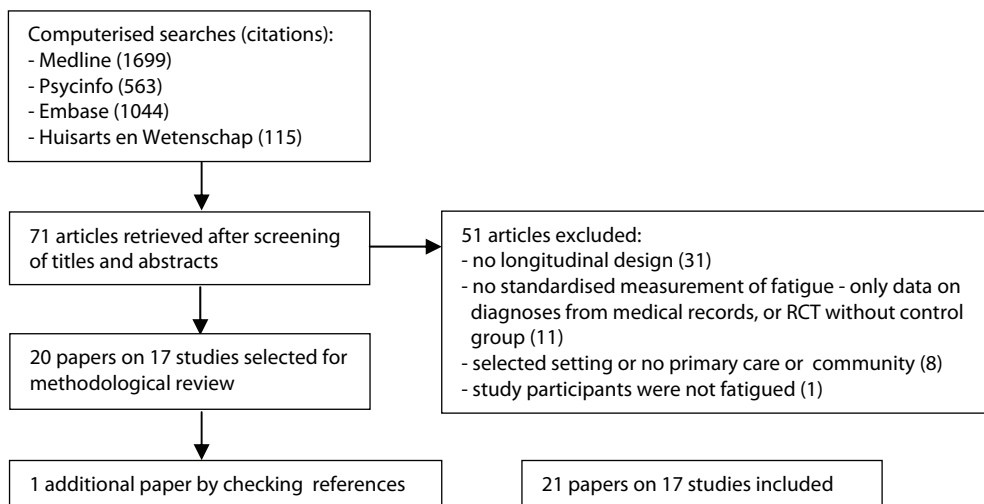 Computerised searches (citations):
- Medline (1699)
- Psycinfo (563)
- Embase (1044)
- Huisarts en Wetenschap (115)
71 articles retrieved after screening
of titles and abstracts
51 articles excluded:
- no longitudinal design (31)
- no standardised measurement of fatigue - only data on
diagnoses from medical records, or RCT without control
group (11)
- selected setting or no primary care or community (8)
- study participants were not fatigued (1)
20 papers on 17 studies selected for
methodological review
1 additional paper by checking references
21 papers on 17 studies included